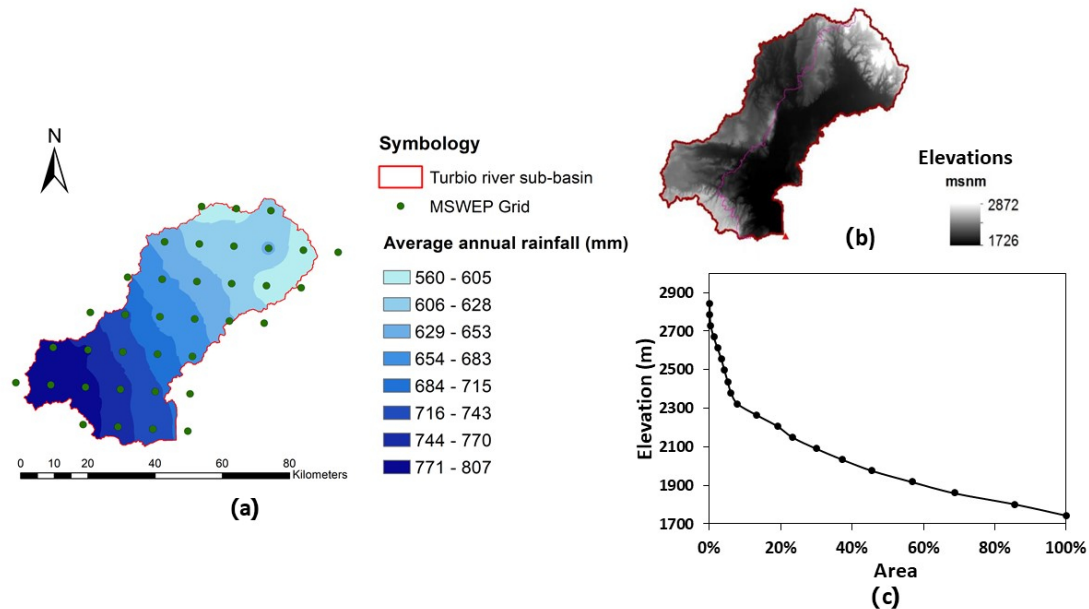 N
Symbology
Turbio river sub-basin
MSWEP Grid
Average annual rainfall (mm)
560 - 605
606 - 628
629 - 653
654 - 683
684 - 715
716 - 743
744 - 770
771 - 807
0 10 20 40 60 80
Kilometers
(a)
Elevations
msnm
2872
1726
(b)
Elevation (m)
2900
2700
2500
2300
2100
1900
1700
0% 20% 40% 60% 80% 100%
Area
(c)